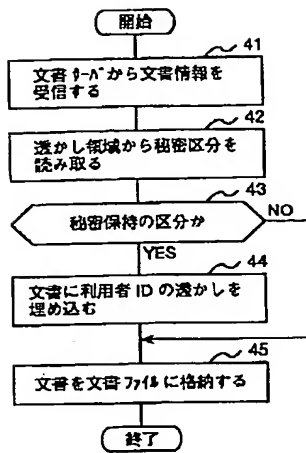 開始
41
文書ｻｰﾊﾞから文書情報を
受信する
42
透かし領域から秘密区分を
読み取る
43
秘密保持の区分か
NO
YES
44
文書に利用者 ID の透かしを
埋め込む
45
文書を文書ﾌｧｲﾙに格納する
終了